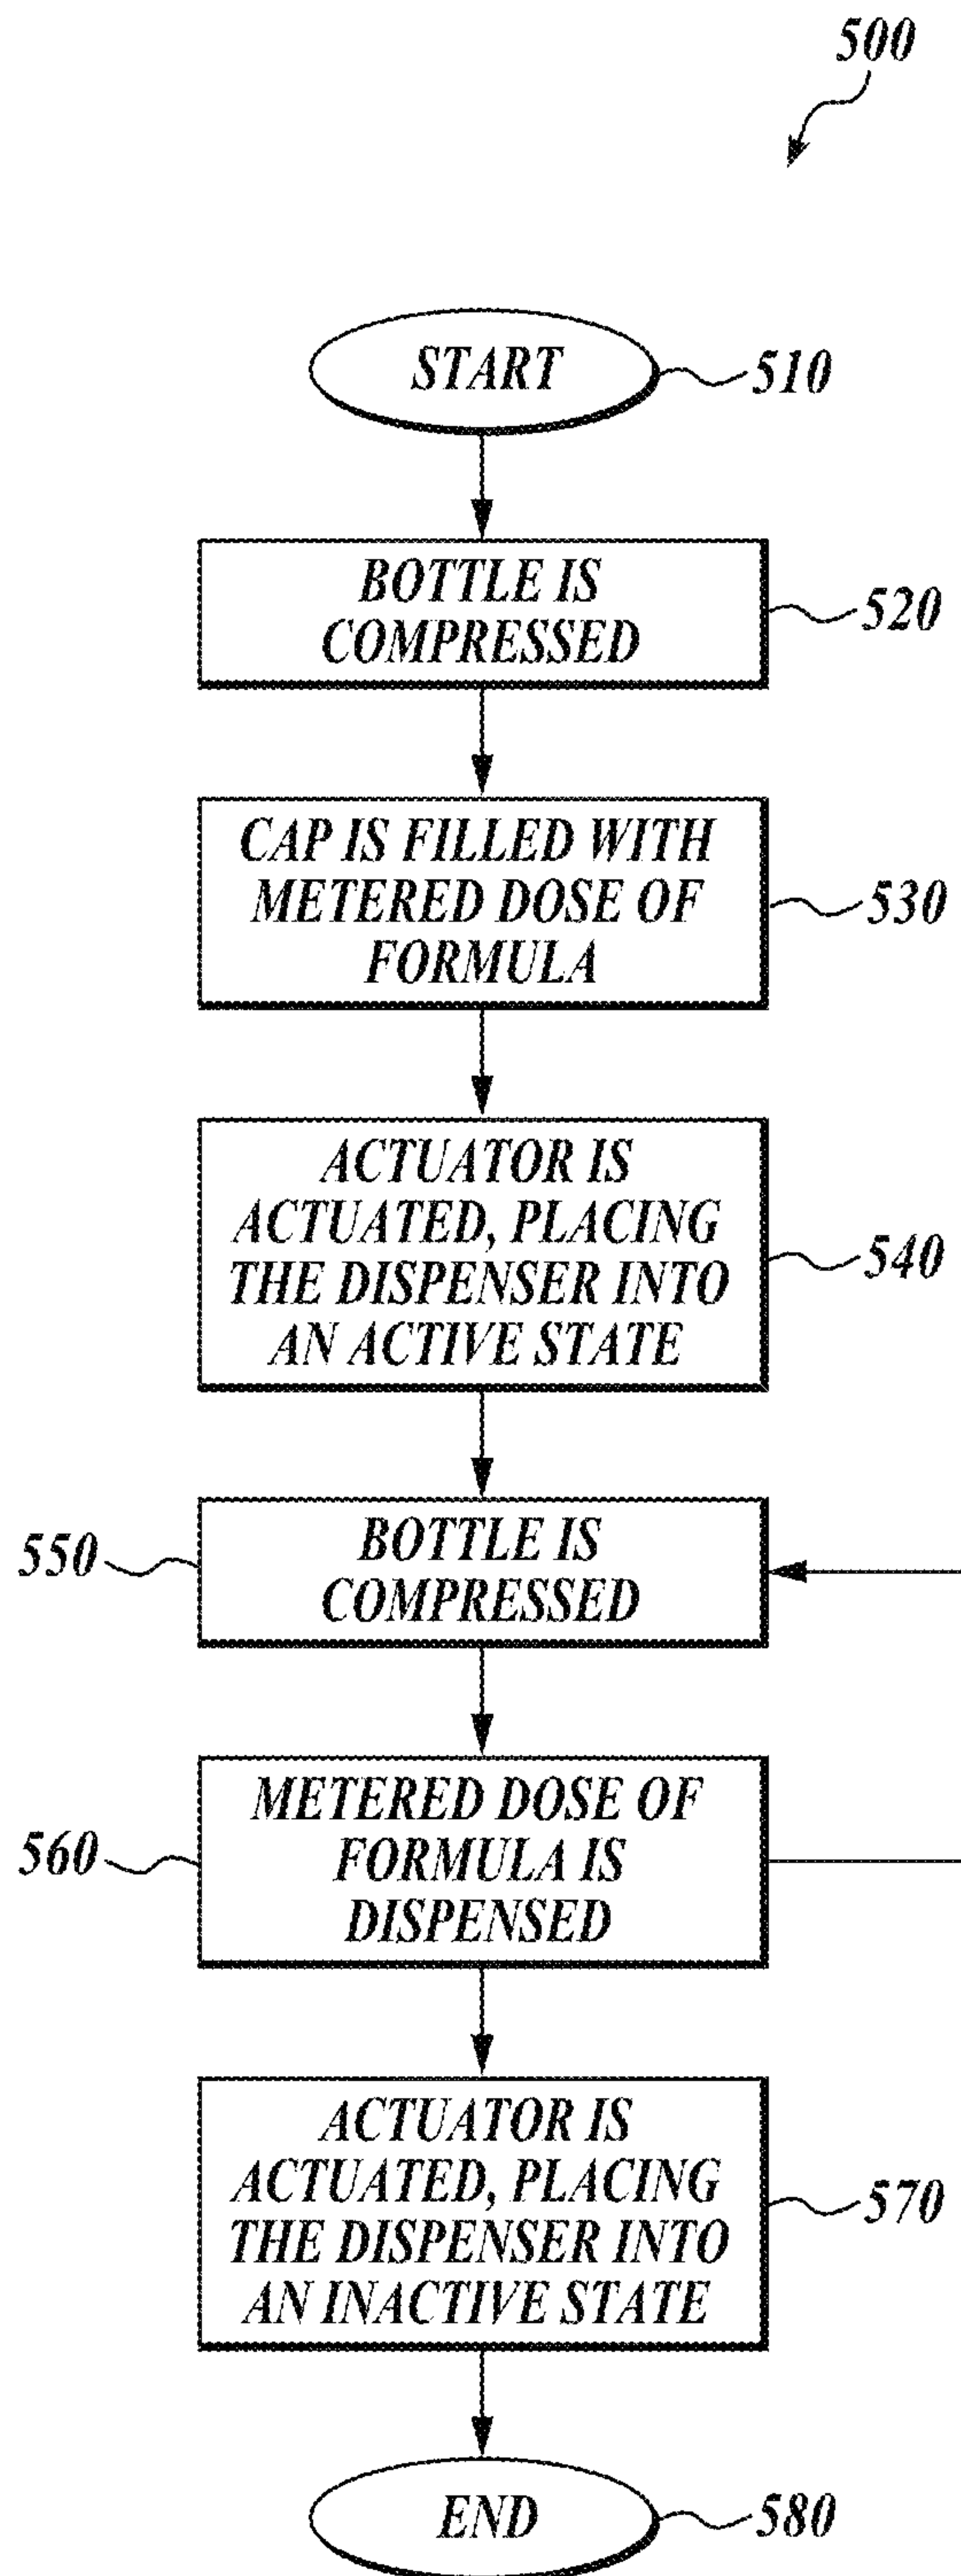 500
START
510
BOTTLE IS
COMPRESSED
520
CAP IS FILLED WITH
METERED DOSE OF
FORMULA
530
ACTUATOR IS
ACTUATED, PLACING
THE DISPENSER INTO
AN ACTIVE STATE
540
550
BOTTLE IS
COMPRESSED
560
METERED DOSE OF
FORMULA IS
DISPENSED
ACTUATOR IS
ACTUATED, PLACING
THE DISPENSER INTO
AN INACTIVE STATE
570
END
580